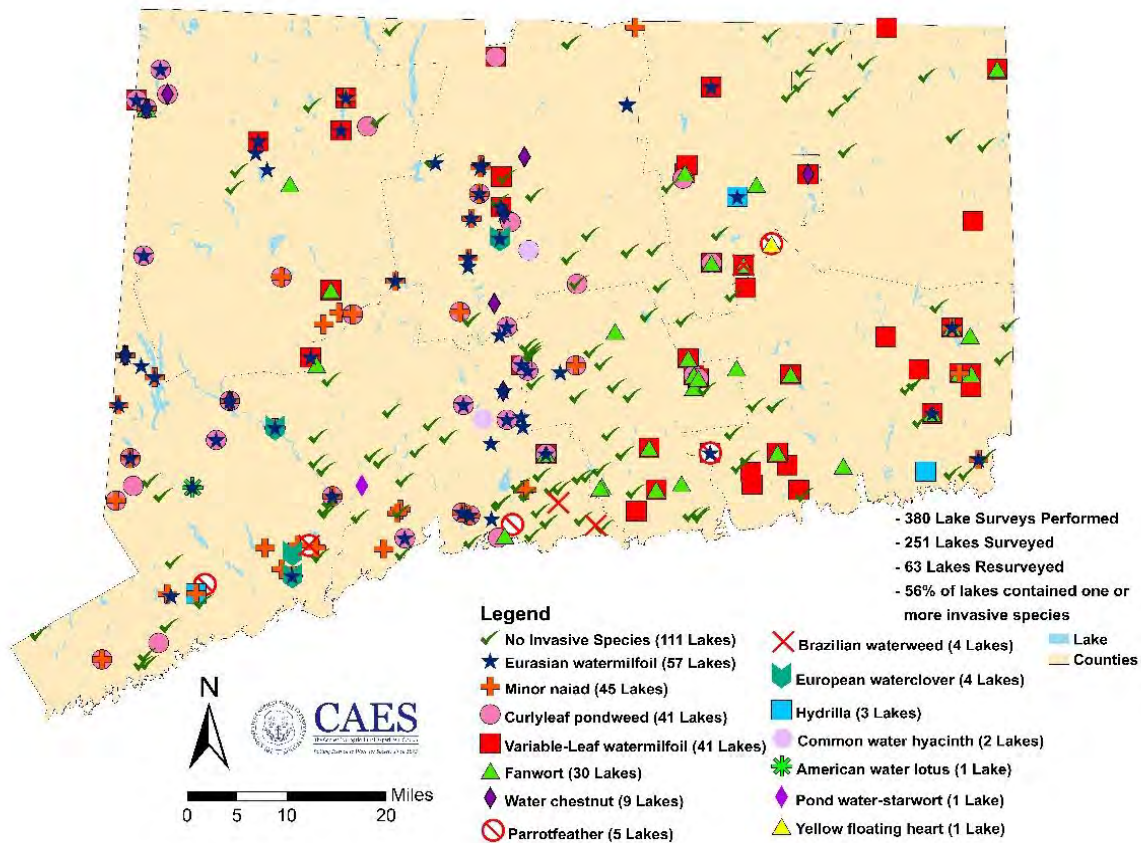 - 380 Lake Surveys Performed
- 251 Lakes Surveyed
- 63 Lakes Resurveyed
- 56% of lakes contained one or
more invasive species
Legend
No Invasive Species (111 Lakes)
Eurasian watermilfoil (57 Lakes)
Minor naiad (45 Lakes)
Curlyleaf pondweed (41 Lakes)
Variable-Leaf watermilfoil (41 Lakes)
Fanwort (30 Lakes)
Water chestnut (9 Lakes)
Parrotfeather (5 Lakes)
Brazilian waterweed (4 Lakes)
European waterclover (4 Lakes)
Hydrilla (3 Lakes)
Common water hyacinth (2 Lakes)
American water lotus (1 Lake)
Pond water-starwort (1 Lake)
Yellow floating heart (1 Lake)
Lake
Counties
N
CAES
Miles
0 5 10 20